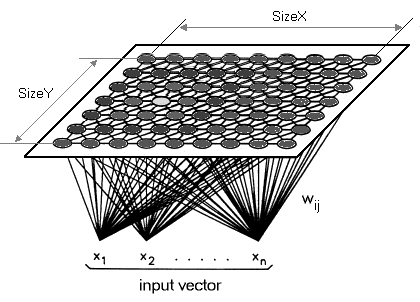 SizeX
SizeY
wij
x1 x2 . . . . . xn
input vector